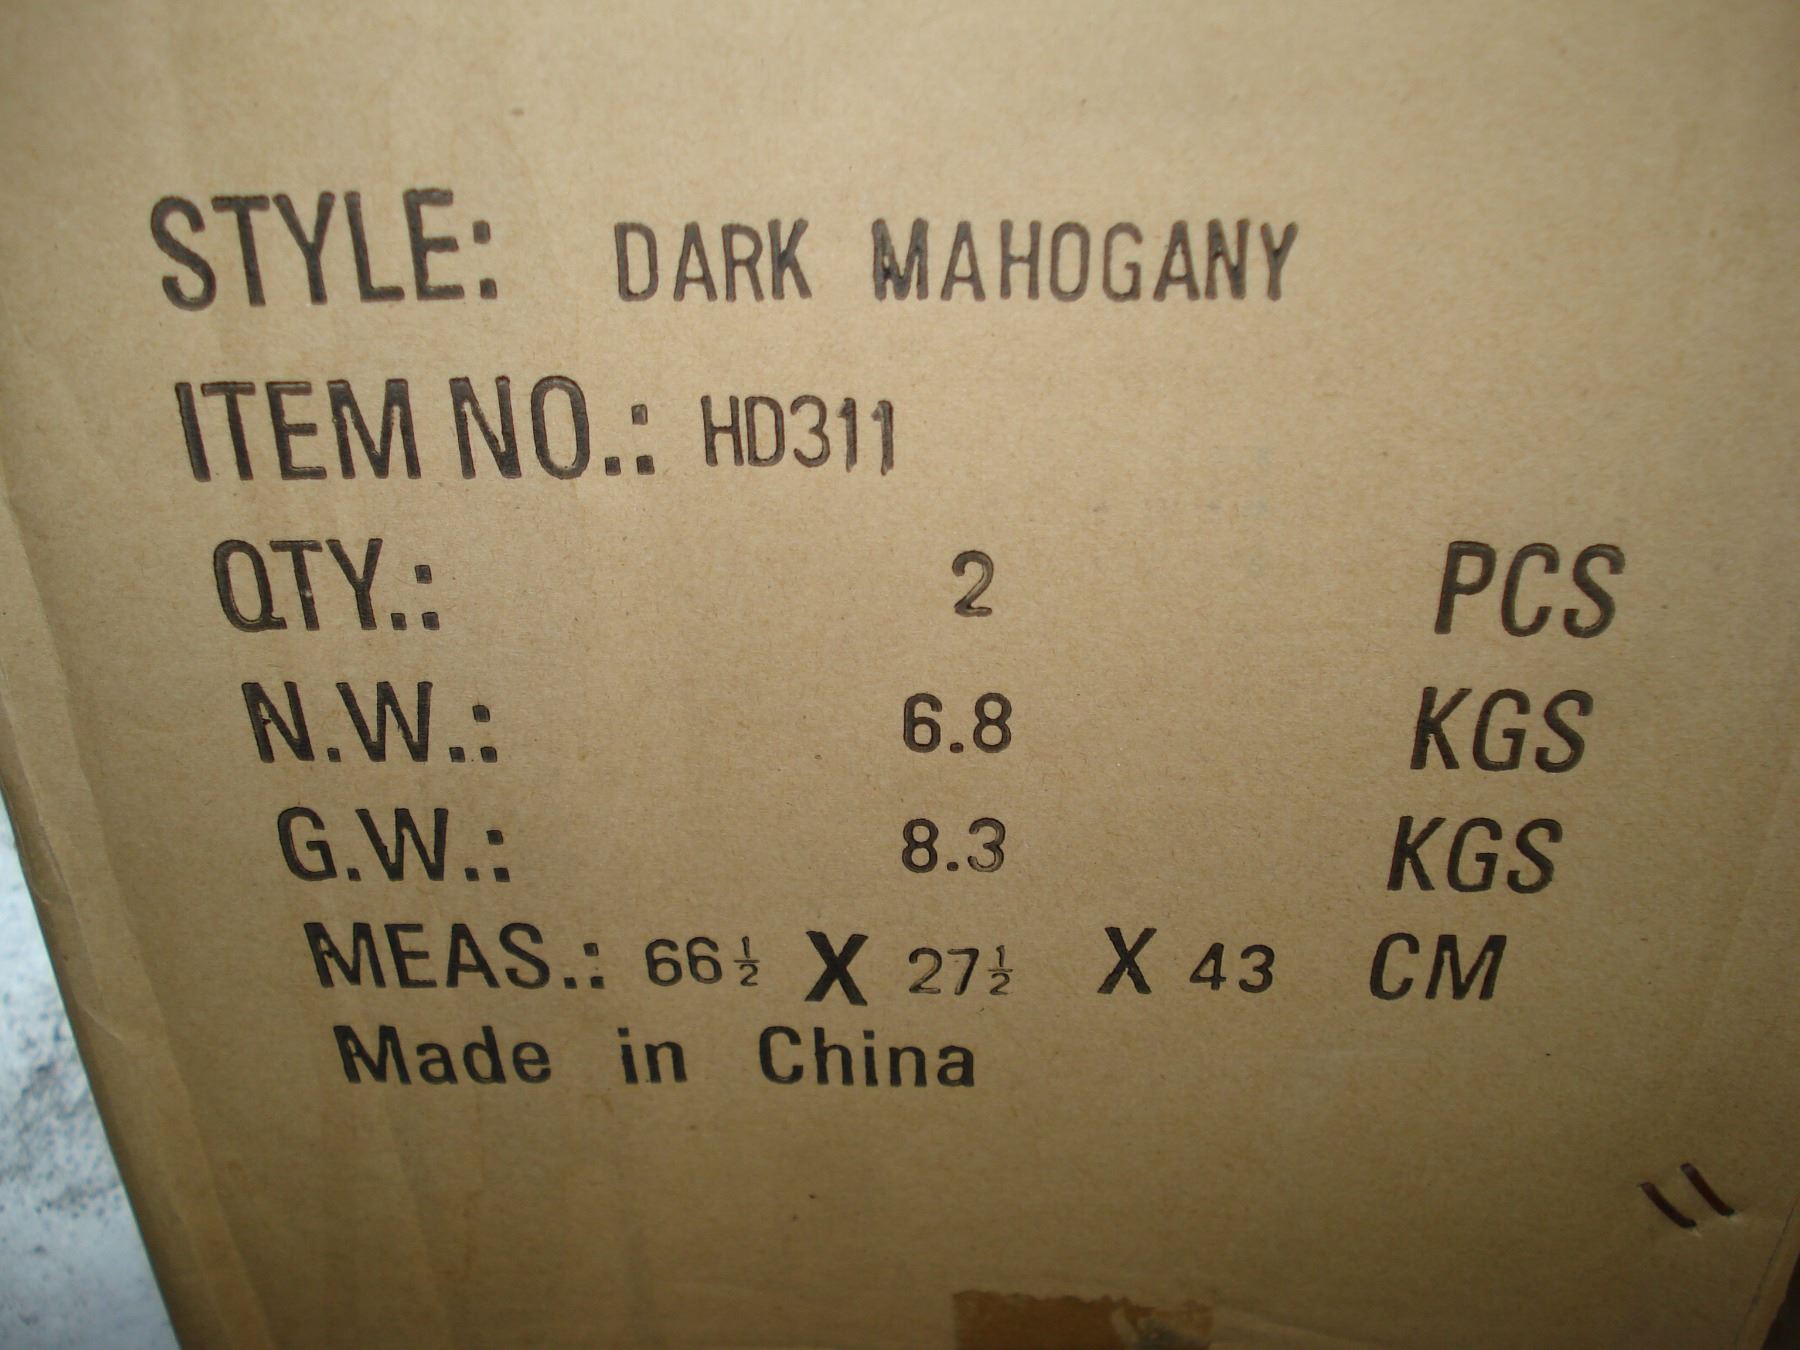 STYLE: DARK MAHOGANY
ITEM NO.: HD311
QTY.: 2 PCS
N.W.: 6.8 KGS
G.W.: 8.3 KGS
MEAS.: 66½ X 27½ X 43 CM
Made in China